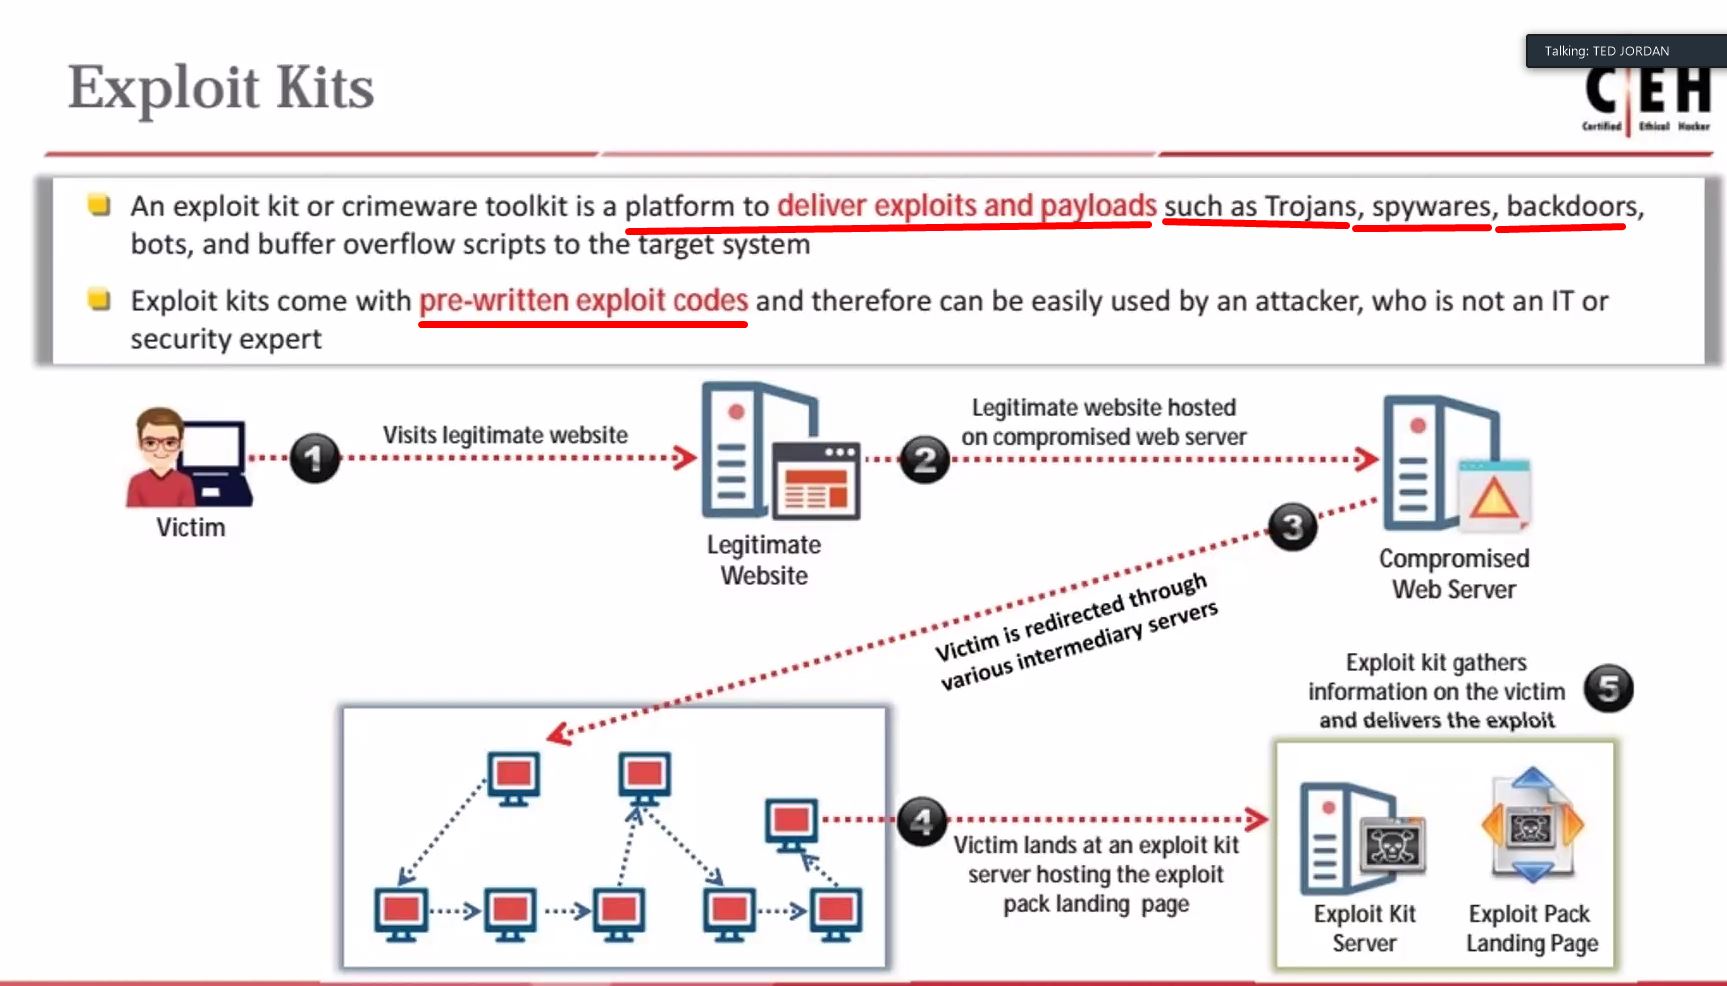 Talking: TED JORDAN
Exploit Kits
C|EH
Certified Ethical Hacker
An exploit kit or crimeware toolkit is a platform to deliver exploits and payloads such as Trojans, spywares, backdoors,
bots, and buffer overflow scripts to the target system
Exploit kits come with pre-written exploit codes and therefore can be easily used by an attacker, who is not an IT or
security expert
1
Visits legitimate website
Victim
Legitimate
Website
2
Legitimate website hosted
on compromised web server
Compromised
Web Server
3
Victim is redirected through
various intermediary servers
4
Victim lands at an exploit kit
server hosting the exploit
pack landing page
Exploit kit gathers
information on the victim
and delivers the exploit
5
Exploit Kit
Server
Exploit Pack
Landing Page